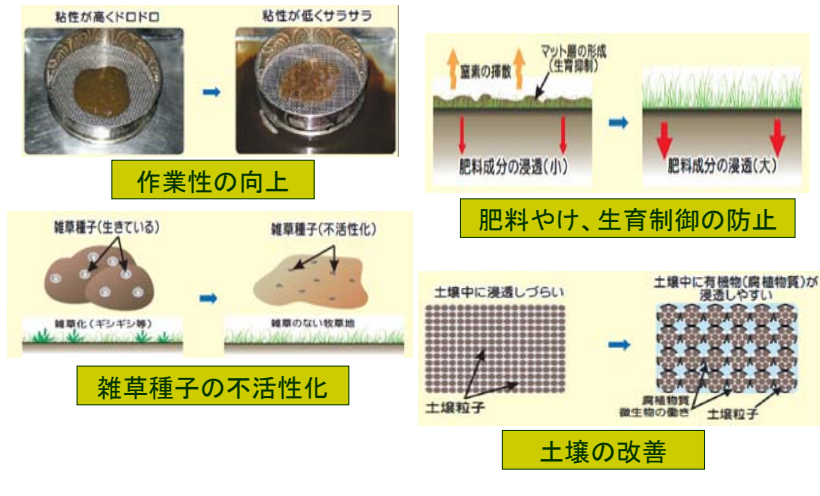 粘性が高くドロドロ
粘性が低くサラサラ
作業性の向上
窒素の揮散
マット層の形成
(生育抑制)
肥料成分の浸透(小)
肥料成分の浸透(大)
肥料やけ、生育制御の防止
雑草種子(生きている)
雑草種子(不活性化)
雑草化(ギシギシ等)
雑草のない牧草地
雑草種子の不活性化
土壌中に浸透しづらい
土壌中に有機物(腐植物質)が
浸透しやすい
土壌粒子
腐植物質
微生物の働き
土壌粒子
土壌の改善